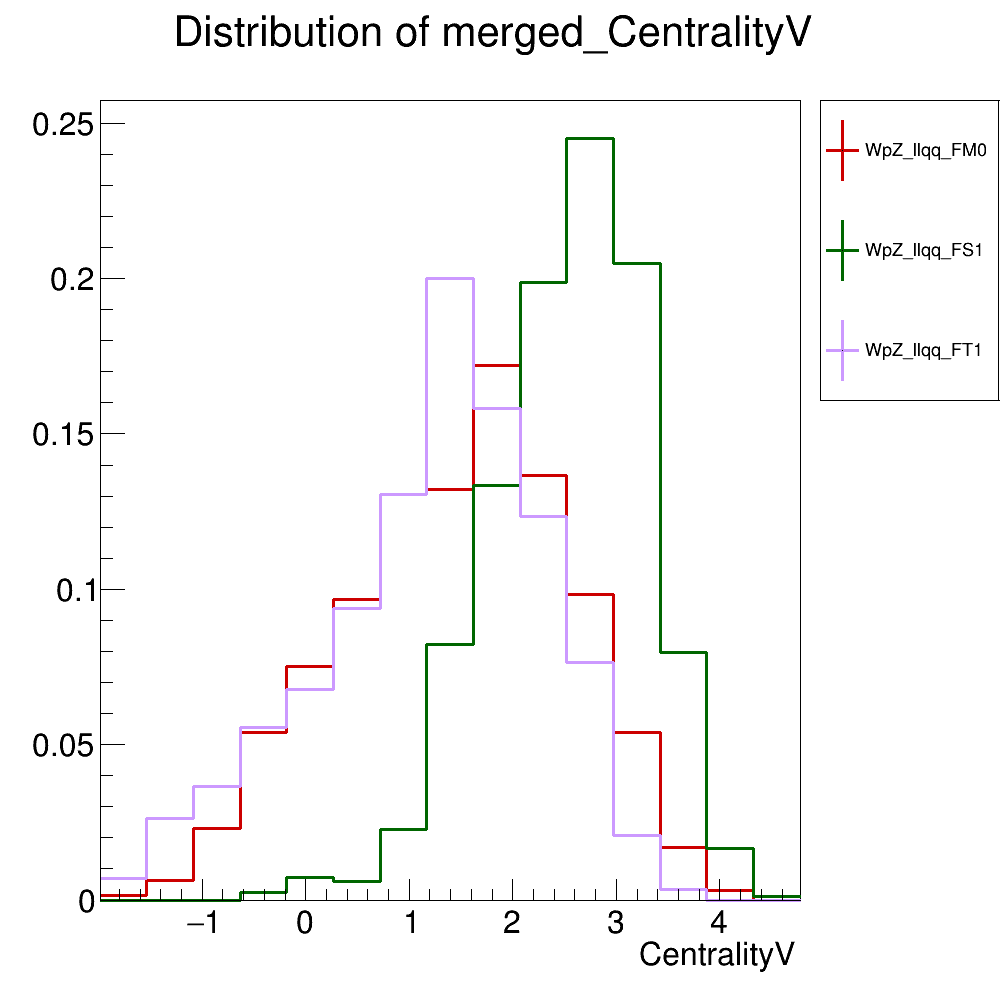 Distribution of merged_CentralityV
0.25
0.2
0.15
0.1
0.05
0
−1 0 1 2 3 4
CentralityV
WpZ_llqq_FM0
WpZ_llqq_FS1
WpZ_llqq_FT1